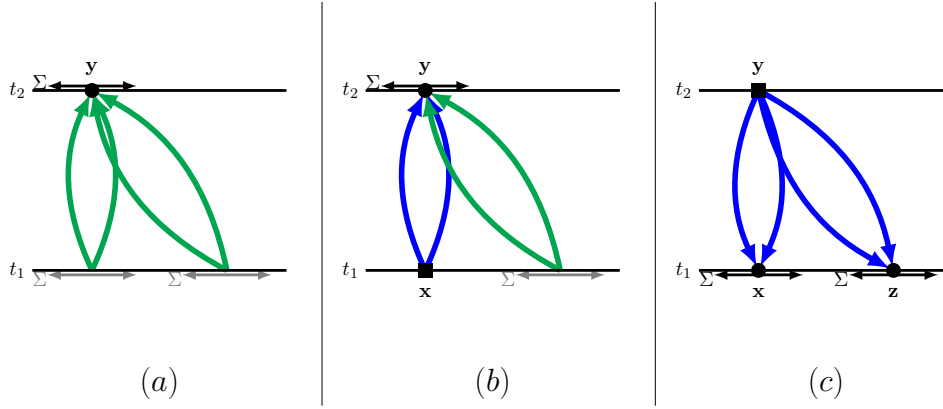 y y y
Σ Σ
t₂ t₂ t₂
t₁ Σ Σ t₁ Σ t₁ Σ Σ
x x z
(a) (b) (c)